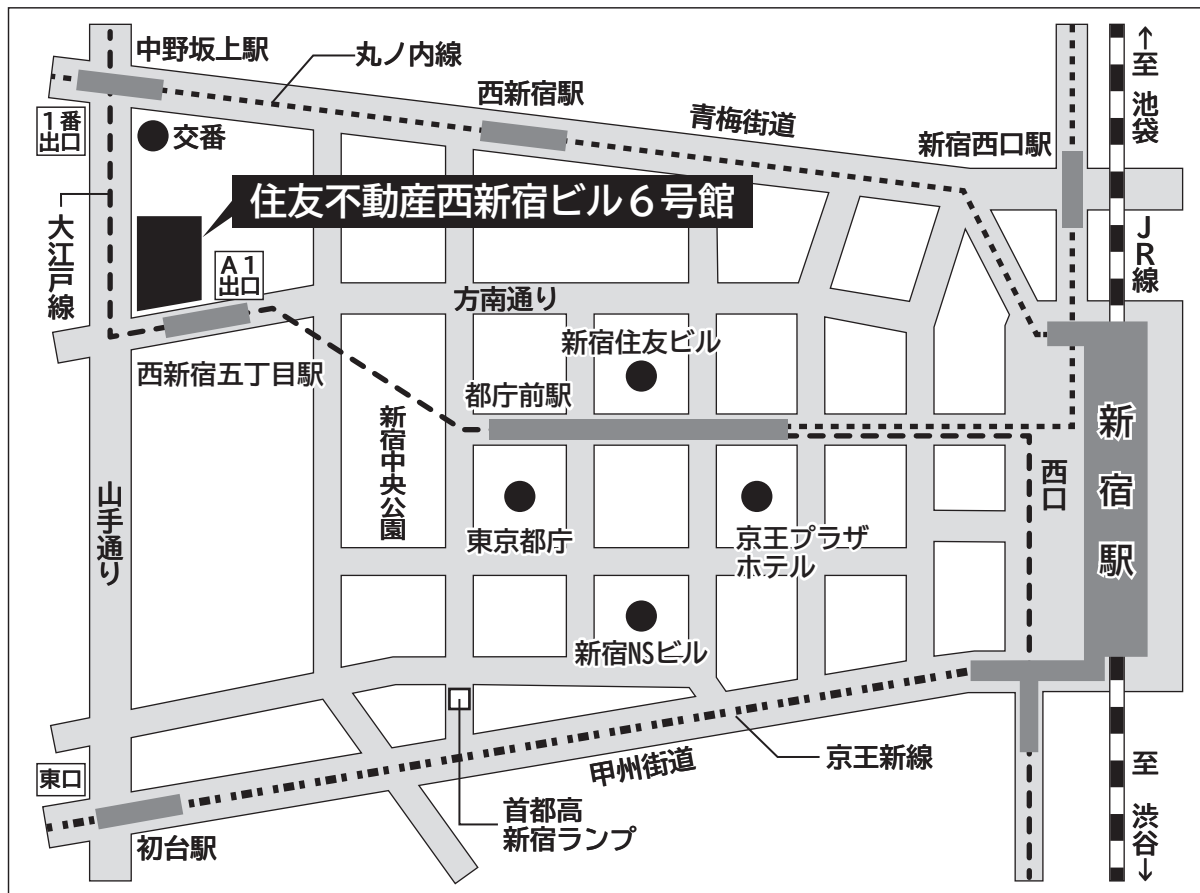 中野坂上駅
丸ノ内線
西新宿駅
青梅街道
新宿西口駅
↑至 池袋
1番
出口
交番
住友不動産西新宿ビル6号館
大江戸線
A1
出口
JR線
方南通り
新宿住友ビル
西新宿五丁目駅
都庁前駅
新宿中央公園
新宿駅
西口
山手通り
東京都庁
京王プラザ
ホテル
新宿NSビル
東口
甲州街道
京王新線
至 渋谷↓
首都高
新宿ランプ
初台駅